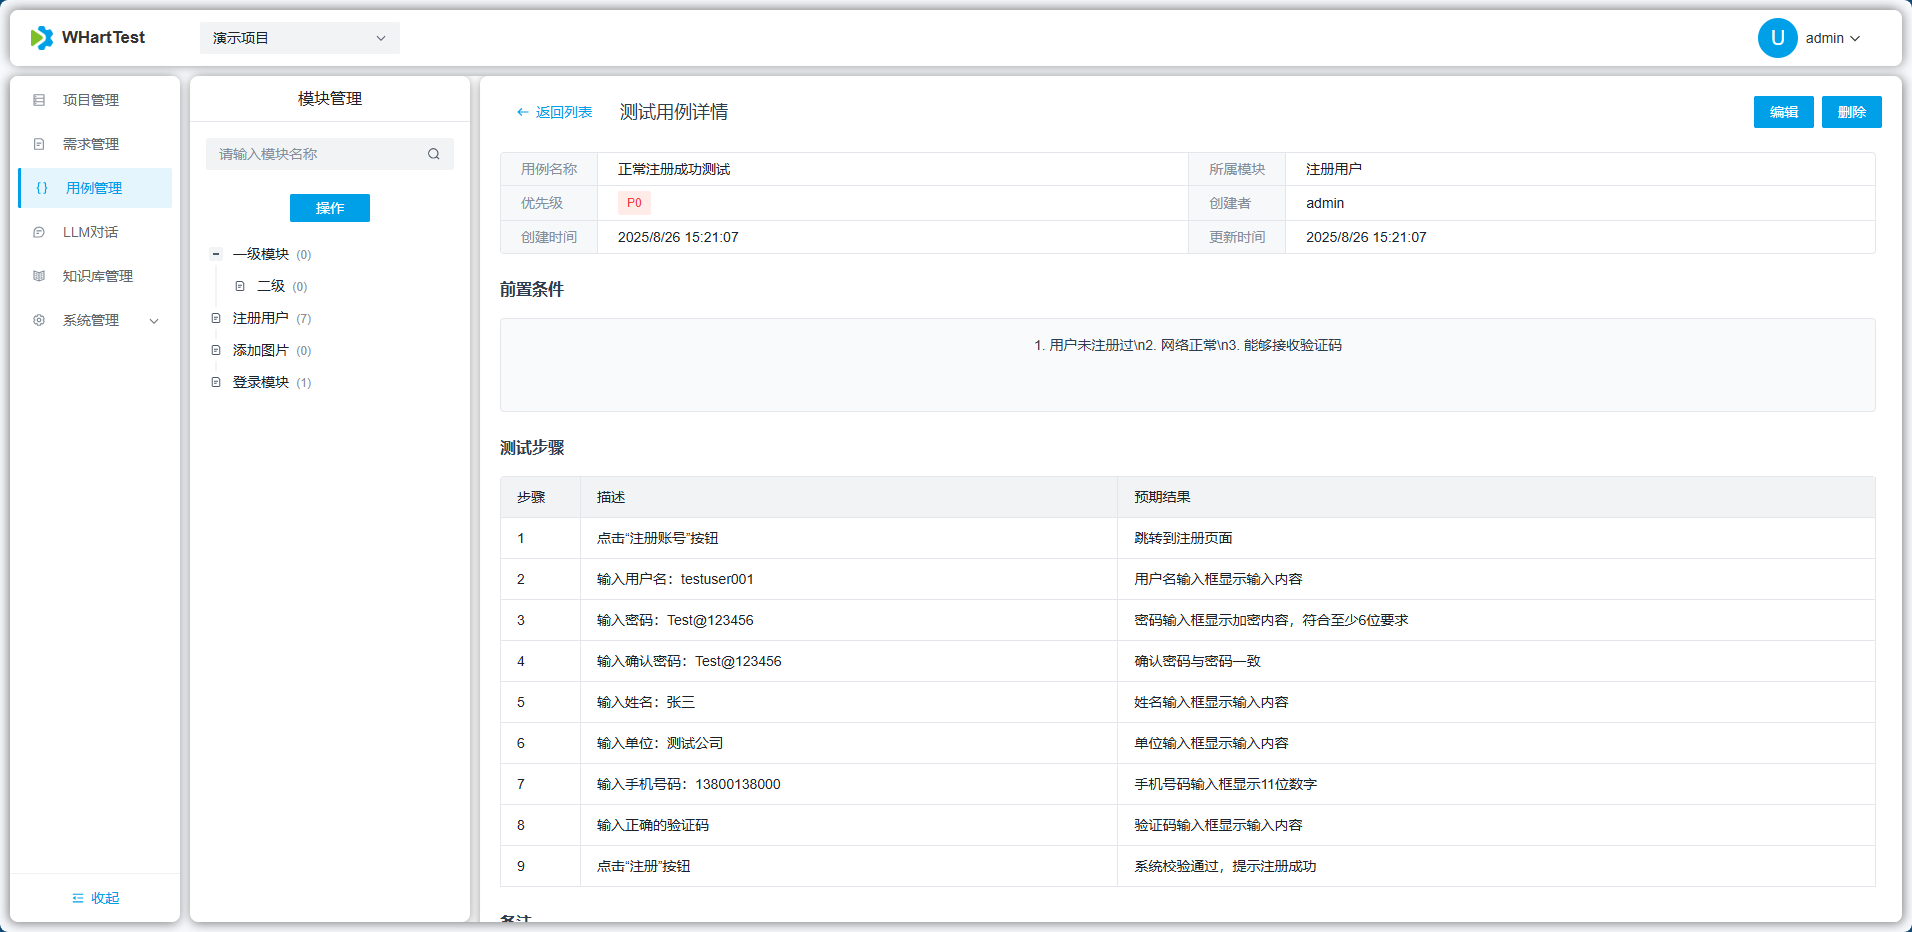 WHartTest
演示项目
U
admin
项目管理
需求管理
用例管理
LLM对话
知识库管理
系统管理
收起
模块管理
请输入模块名称
操作
一级模块 (0)
二级 (0)
注册用户 (7)
添加图片 (0)
登录模块 (1)
返回列表
测试用例详情
编辑
删除
用例名称 正常注册成功测试 所属模块 注册用户
优先级 P0 创建者 admin
创建时间 2025/8/26 15:21:07 更新时间 2025/8/26 15:21:07
前置条件
1. 用户未注册过\n2. 网络正常\n3. 能够接收验证码
测试步骤
步骤 描述 预期结果
1 点击“注册账号”按钮 跳转到注册页面
2 输入用户名：testuser001 用户名输入框显示输入内容
3 输入密码：Test@123456 密码输入框显示加密内容，符合至少6位要求
4 输入确认密码：Test@123456 确认密码与密码一致
5 输入姓名：张三 姓名输入框显示输入内容
6 输入单位：测试公司 单位输入框显示输入内容
7 输入手机号码：13800138000 手机号码输入框显示11位数字
8 输入正确的验证码 验证码输入框显示输入内容
9 点击“注册”按钮 系统校验通过，提示注册成功